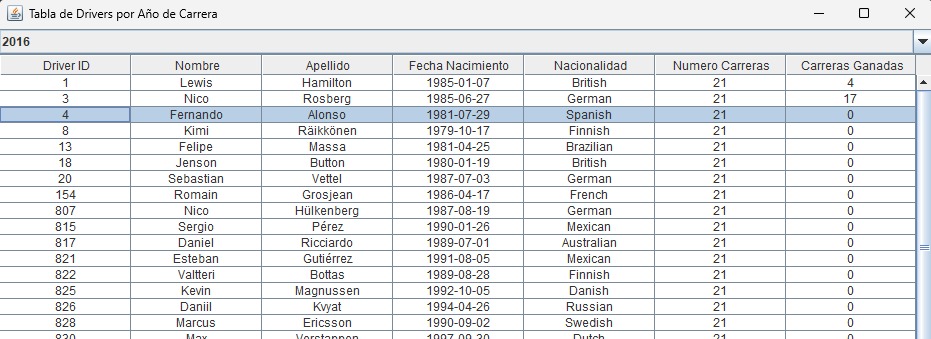 Tabla de Drivers por Año de Carrera
2016
Driver ID Nombre Apellido Fecha Nacimiento Nacionalidad Numero Carreras Carreras Ganadas
1 Lewis Hamilton 1985-01-07 British 21 4
3 Nico Rosberg 1985-06-27 German 21 17
4 Fernando Alonso 1981-07-29 Spanish 21 0
8 Kimi Räikkönen 1979-10-17 Finnish 21 0
13 Felipe Massa 1981-04-25 Brazilian 21 0
18 Jenson Button 1980-01-19 British 21 0
20 Sebastian Vettel 1987-07-03 German 21 0
154 Romain Grosjean 1986-04-17 French 21 0
807 Nico Hülkenberg 1987-08-19 German 21 0
815 Sergio Pérez 1990-01-26 Mexican 21 0
817 Daniel Ricciardo 1989-07-01 Australian 21 0
821 Esteban Gutiérrez 1991-08-05 Mexican 21 0
822 Valtteri Bottas 1989-08-28 Finnish 21 0
825 Kevin Magnussen 1992-10-05 Danish 21 0
826 Daniil Kvyat 1994-04-26 Russian 21 0
828 Marcus Ericsson 1990-09-02 Swedish 21 0
830 Max Verstappen 1997-09-30 Dutch 21 0